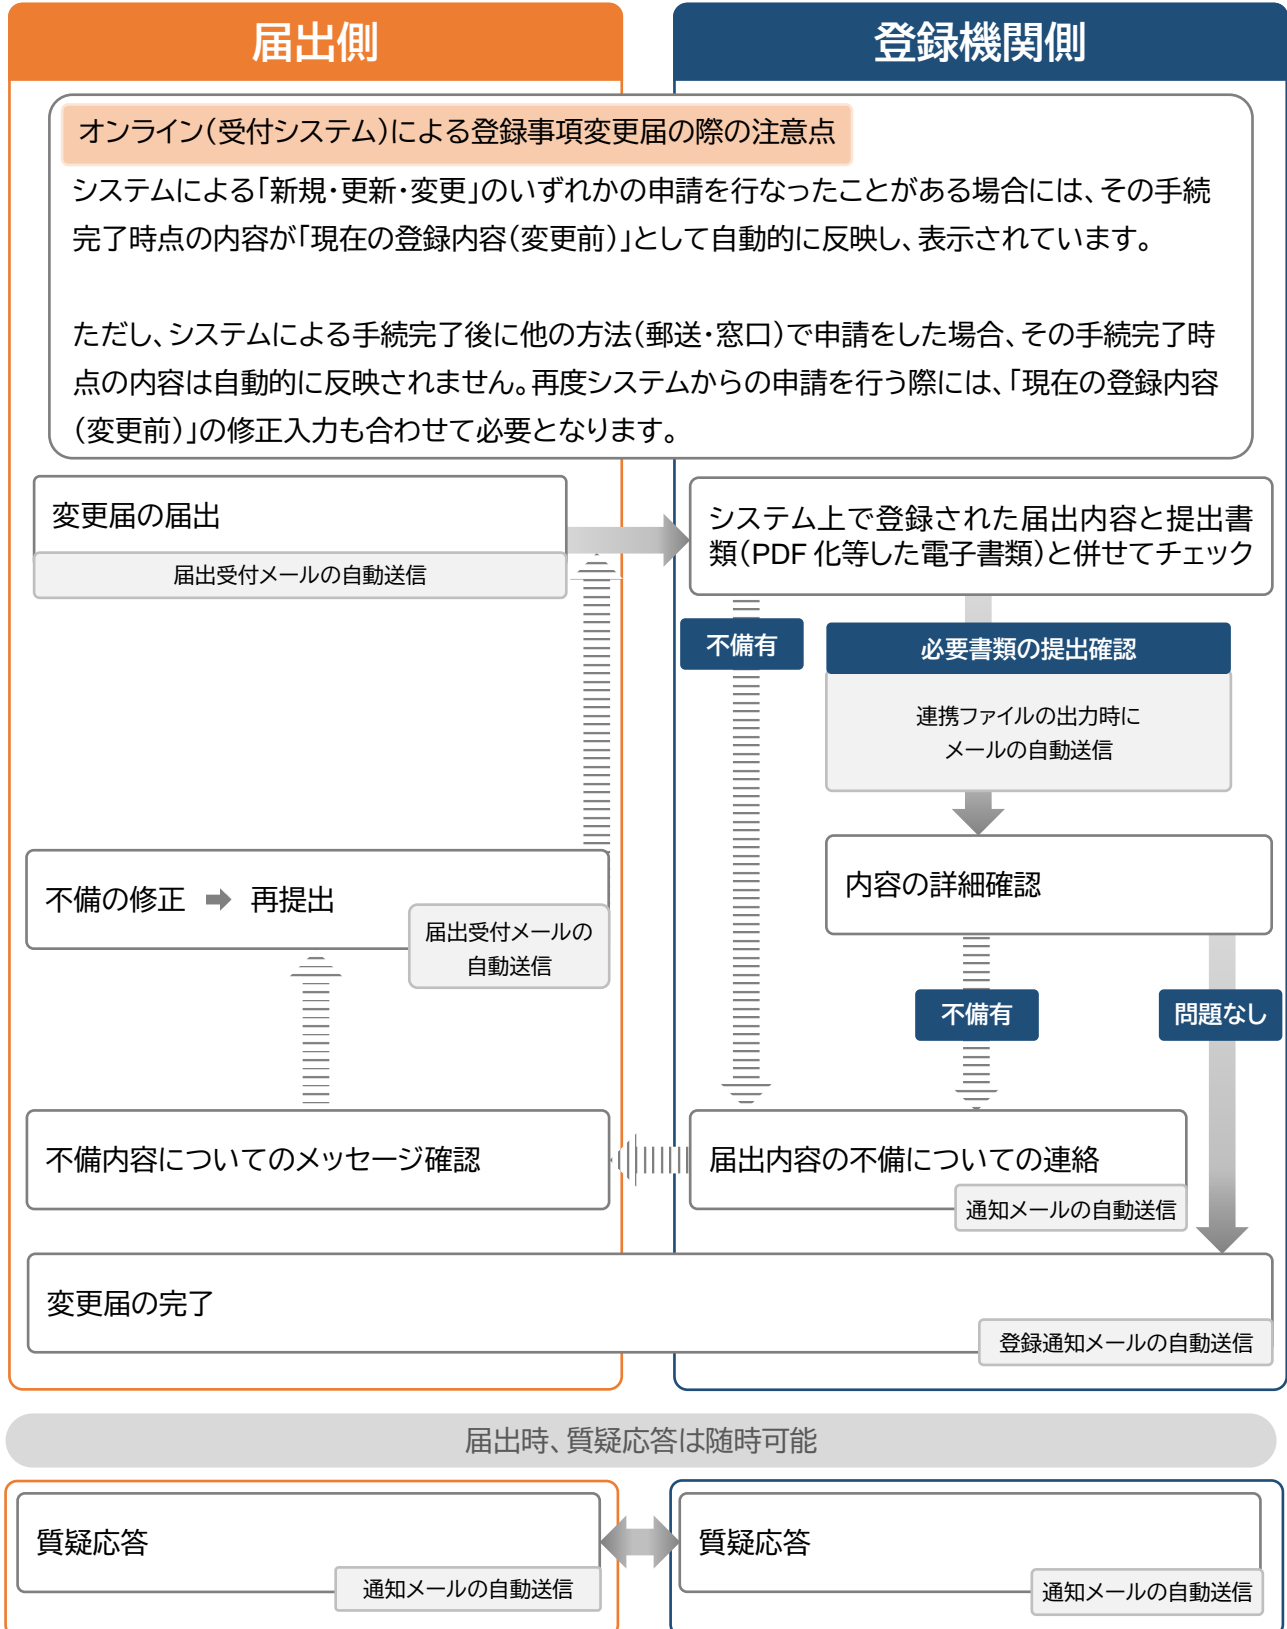 届出側
登録機関側
オンライン(受付システム)による登録事項変更届の際の注意点
システムによる「新規・更新・変更」のいずれかの申請を行なったことがある場合には、その手続
完了時点の内容が「現在の登録内容(変更前)」として自動的に反映し、表示されています。
ただし、システムによる手続完了後に他の方法(郵送・窓口)で申請をした場合、その手続完了時
点の内容は自動的に反映されません。再度システムからの申請を行う際には、「現在の登録内容
(変更前)」の修正入力も合わせて必要となります。
変更届の届出
届出受付メールの自動送信
システム上で登録された届出内容と提出書
類(PDF 化等した電子書類)と併せてチェック
不備有
必要書類の提出確認
連携ファイルの出力時に
メールの自動送信
不備の修正 ➡ 再提出
届出受付メールの
自動送信
内容の詳細確認
不備有
問題なし
不備内容についてのメッセージ確認
届出内容の不備についての連絡
通知メールの自動送信
変更届の完了
登録通知メールの自動送信
届出時、質疑応答は随時可能
質疑応答
通知メールの自動送信
質疑応答
通知メールの自動送信